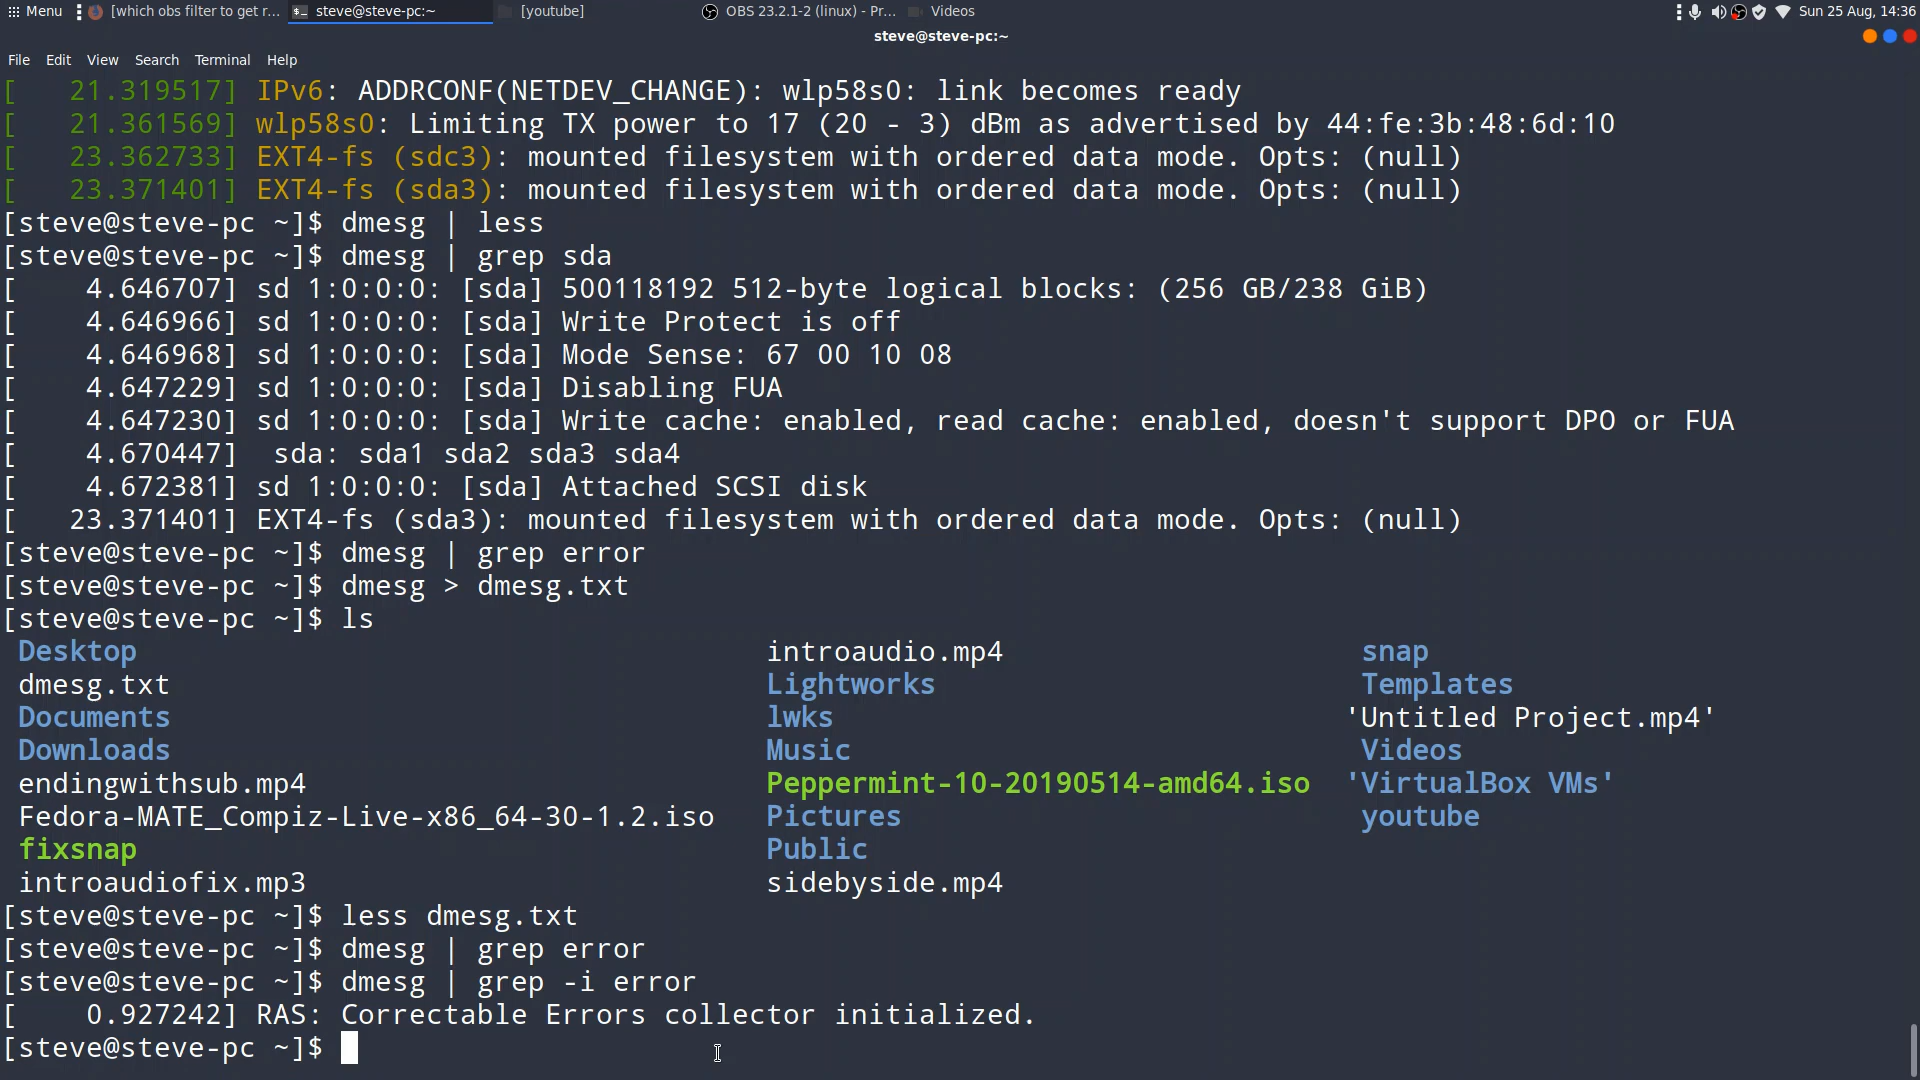 Menu [which obs filter to get r... steve@steve-pc:~ [youtube] OBS 23.2.1-2 (linux) - Pr... Videos Sun 25 Aug, 14:36
steve@steve-pc:~
File Edit View Search Terminal Help
[   21.319517] IPv6: ADDRCONF(NETDEV_CHANGE): wlp58s0: link becomes ready
[   21.361569] wlp58s0: Limiting TX power to 17 (20 - 3) dBm as advertised by 44:fe:3b:48:6d:10
[   23.362733] EXT4-fs (sdc3): mounted filesystem with ordered data mode. Opts: (null)
[   23.371401] EXT4-fs (sda3): mounted filesystem with ordered data mode. Opts: (null)
[steve@steve-pc ~]$ dmesg | less
[steve@steve-pc ~]$ dmesg | grep sda
[    4.646707] sd 1:0:0:0: [sda] 500118192 512-byte logical blocks: (256 GB/238 GiB)
[    4.646966] sd 1:0:0:0: [sda] Write Protect is off
[    4.646968] sd 1:0:0:0: [sda] Mode Sense: 67 00 10 08
[    4.647229] sd 1:0:0:0: [sda] Disabling FUA
[    4.647230] sd 1:0:0:0: [sda] Write cache: enabled, read cache: enabled, doesn't support DPO or FUA
[    4.670447]  sda: sda1 sda2 sda3 sda4
[    4.672381] sd 1:0:0:0: [sda] Attached SCSI disk
[   23.371401] EXT4-fs (sda3): mounted filesystem with ordered data mode. Opts: (null)
[steve@steve-pc ~]$ dmesg | grep error
[steve@steve-pc ~]$ dmesg > dmesg.txt
[steve@steve-pc ~]$ ls
Desktop introaudio.mp4 snap
dmesg.txt Lightworks Templates
Documents lwks 'Untitled Project.mp4'
Downloads Music Videos
endingwithsub.mp4 Peppermint-10-20190514-amd64.iso 'VirtualBox VMs'
Fedora-MATE_Compiz-Live-x86_64-30-1.2.iso Pictures youtube
fixsnap Public
introaudiofix.mp3 sidebyside.mp4
[steve@steve-pc ~]$ less dmesg.txt
[steve@steve-pc ~]$ dmesg | grep error
[steve@steve-pc ~]$ dmesg | grep -i error
[    0.927242] RAS: Correctable Errors collector initialized.
[steve@steve-pc ~]$